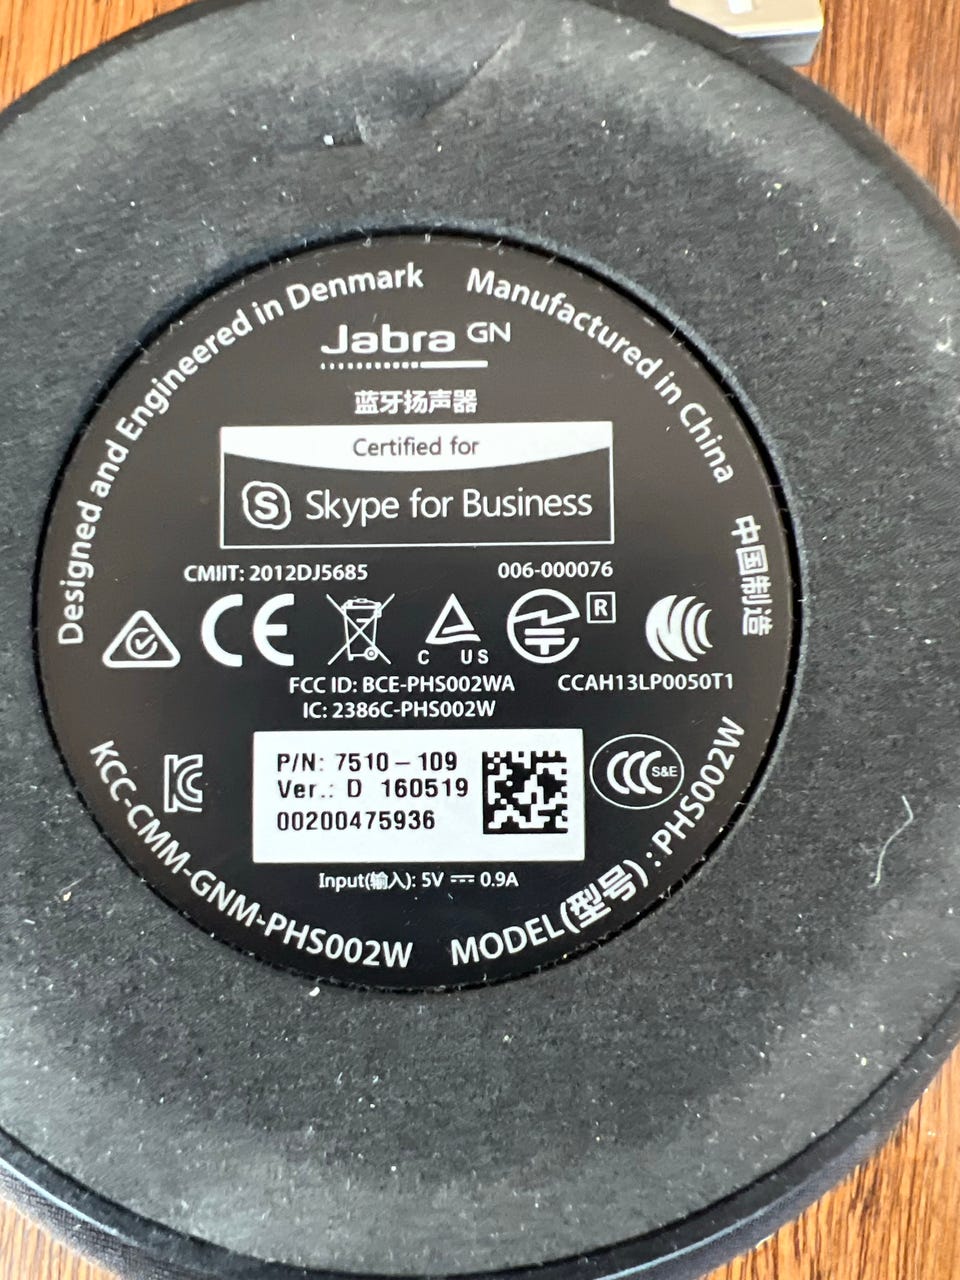 Designed and Engineered in Denmark
Manufactured in China
中国制造
Jabra GN
蓝牙扬声器
Certified for
Skype for Business
CMIIT: 2012DJ5685
006-000076
CE
R
N
C US
FCC ID: BCE-PHS002WA
CCAH13LP0050T1
IC: 2386C-PHS002W
P/N: 7510-109
Ver.: D 160519
00200475936
CCC S&E
Input(输入): 5V ⎓ 0.9A
KCC-CMM-GNM-PHS002W
MODEL(型号) : PHS002W